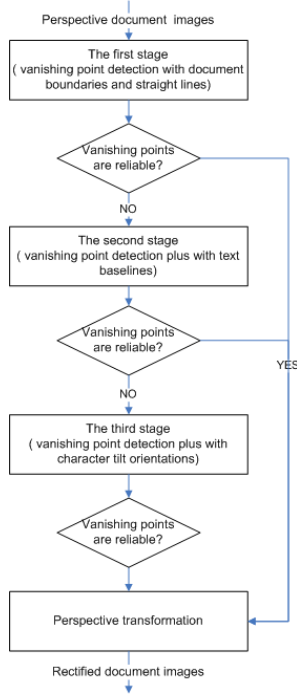 Perspective document images
The first stage
( vanishing point detection with document
boundaries and straight lines)
Vanishing points
are reliable?
NO
The second stage
( vanishing point detection plus with text
baselines)
Vanishing points
are reliable?
YES
NO
The third stage
( vanishing point detection plus with
character tilt orientations)
Vanishing points
are reliable?
Perspective transformation
Rectified document images